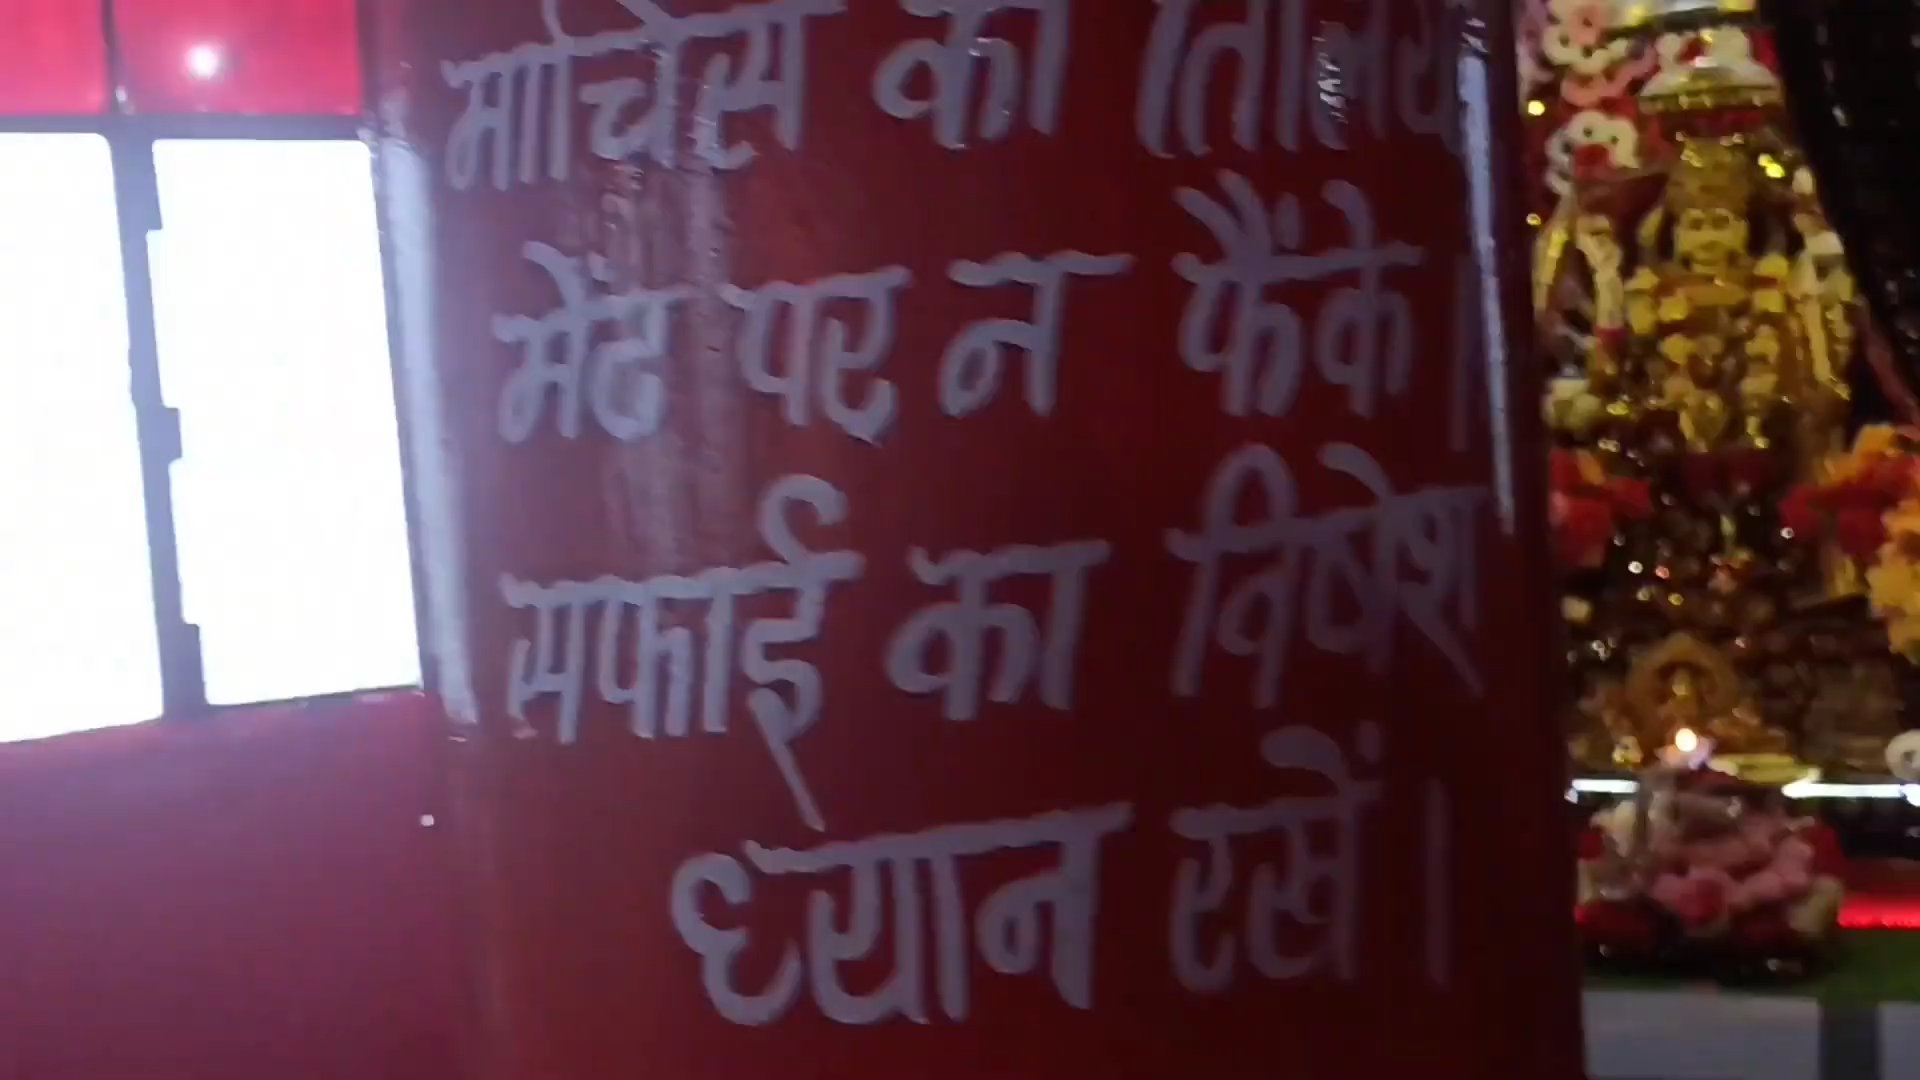 माचिस की
मेंढ पर न फैंके।
सफाई का विषेश
ध्यान रखें।